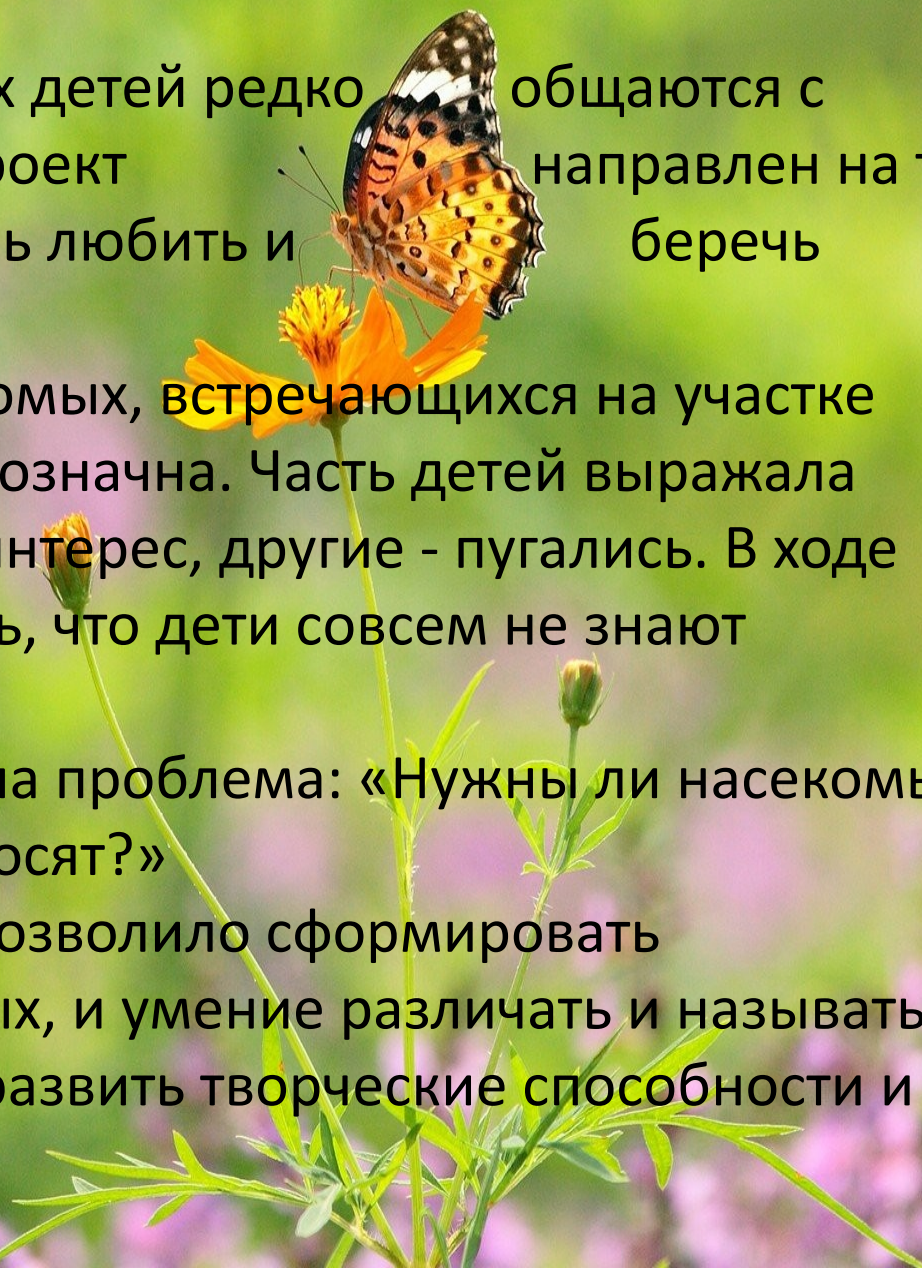 х детей редко общаются с
роект направлен на т
ь любить и беречь
омых, встречающихся на участке
означна. Часть детей выражала
интерес, другие - пугались. В ходе
ь, что дети совсем не знают
на проблема: «Нужны ли насекомы
осят?»
озволило сформировать
ых, и умение различать и называть
развить творческие способности и